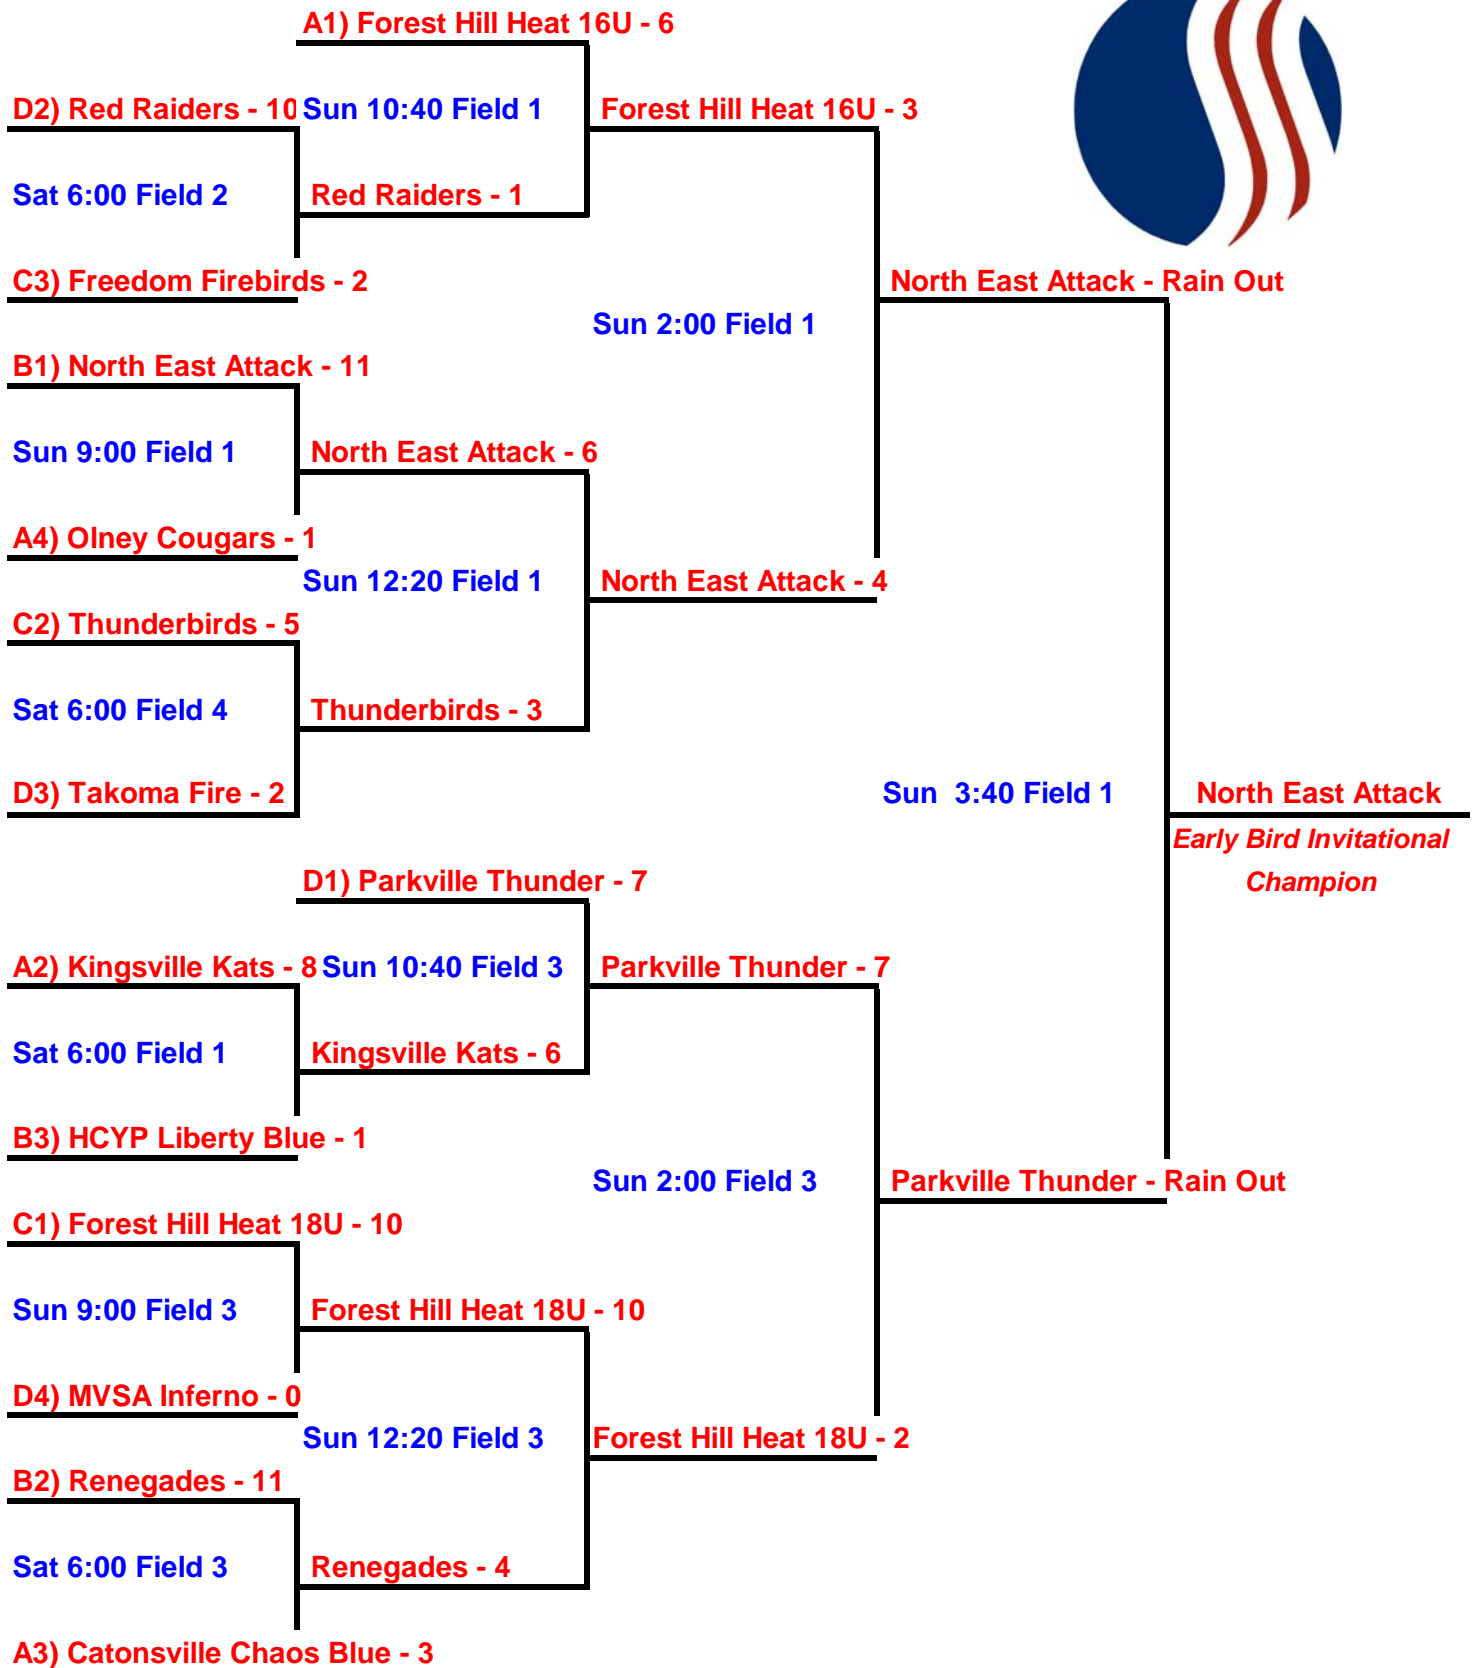 A1) Forest Hill Heat 16U - 6
D2) Red Raiders - 10
Sun 10:40 Field 1
Forest Hill Heat 16U - 3
Sat 6:00 Field 2
Red Raiders - 1
C3) Freedom Firebirds - 2
North East Attack - Rain Out
Sun 2:00 Field 1
B1) North East Attack - 11
Sun 9:00 Field 1
North East Attack - 6
A4) Olney Cougars - 1
Sun 12:20 Field 1
North East Attack - 4
C2) Thunderbirds - 5
Sat 6:00 Field 4
Thunderbirds - 3
D3) Takoma Fire - 2
Sun  3:40 Field 1
North East Attack
Early Bird Invitational
Champion
D1) Parkville Thunder - 7
A2) Kingsville Kats - 8
Sun 10:40 Field 3
Parkville Thunder - 7
Sat 6:00 Field 1
Kingsville Kats - 6
B3) HCYP Liberty Blue - 1
Sun 2:00 Field 3
Parkville Thunder - Rain Out
C1) Forest Hill Heat 18U - 10
Sun 9:00 Field 3
Forest Hill Heat 18U - 10
D4) MVSA Inferno - 0
Sun 12:20 Field 3
Forest Hill Heat 18U - 2
B2) Renegades - 11
Sat 6:00 Field 3
Renegades - 4
A3) Catonsville Chaos Blue - 3